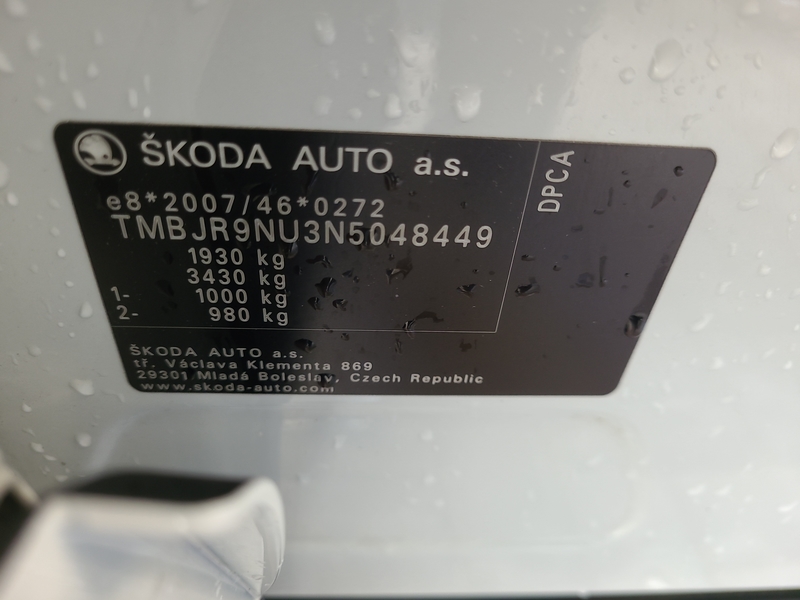 ŠKODA AUTO a.s.
DPCA
e8*2007/46*0272
TMBJR9NU3N5048449
1930 kg
3430 kg
1- 1000 kg
2- 980 kg
ŠKODA AUTO a.s.
tř. Václava Klementa 869
29301 Mladá Boleslav, Czech Republic
www.skoda-auto.com